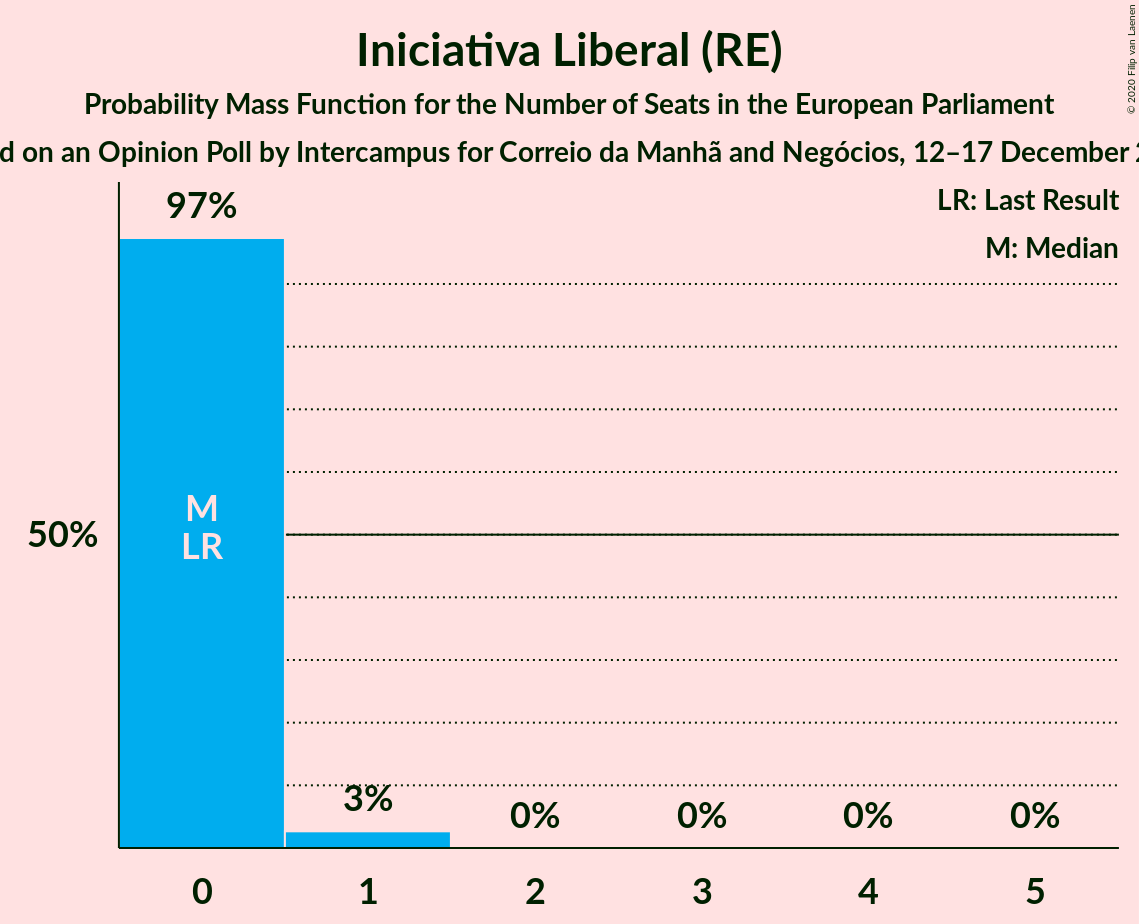 Iniciativa Liberal (RE)
Probability Mass Function for the Number of Seats in the European Parliament
on an Opinion Poll by Intercampus for Correio da Manhã and Negócios, 12–17 December
© 2020 Filip van Laenen
LR: Last Result
M: Median
97%
50%
M
LR
3%
0%
0%
0%
0%
0
1
2
3
4
5